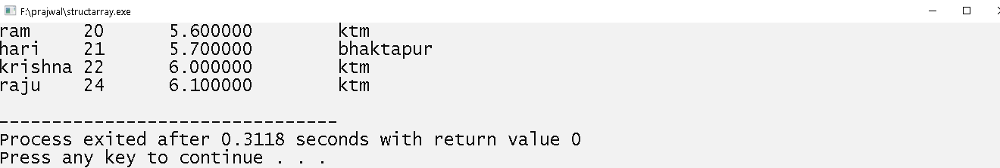 F:\prajwal\structarray.exe
ram 20 5.600000 ktm
hari 21 5.700000 bhaktapur
krishna 22 6.000000 ktm
raju 24 6.100000 ktm
--------------------------------
Process exited after 0.3118 seconds with return value 0
Press any key to continue . . .